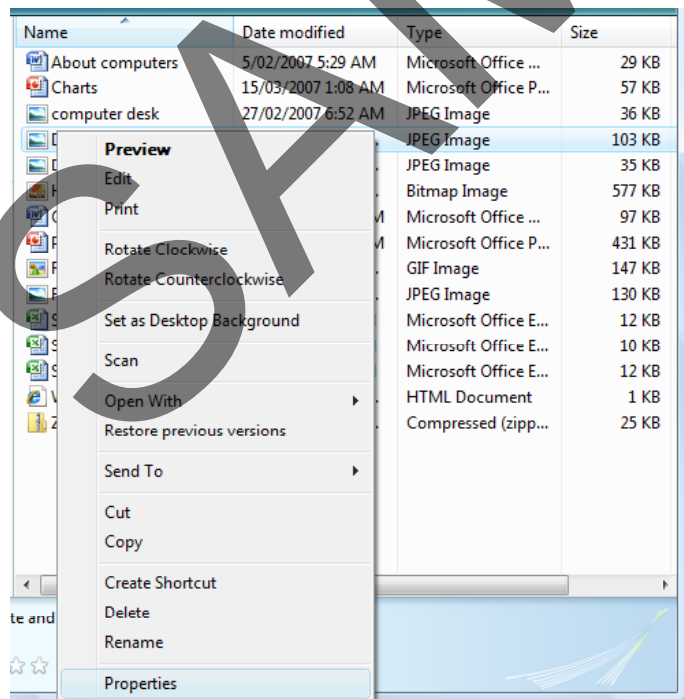 Name Date modified Type Size
About computers 5/02/2007 5:29 AM Microsoft Office ... 29 KB
Charts 15/03/2007 1:08 AM Microsoft Office P... 57 KB
computer desk 27/02/2007 6:52 AM JPEG Image 36 KB
JPEG Image 103 KB
JPEG Image 35 KB
Bitmap Image 577 KB
Microsoft Office ... 97 KB
Microsoft Office P... 431 KB
GIF Image 147 KB
JPEG Image 130 KB
Microsoft Office E... 12 KB
Microsoft Office E... 10 KB
Microsoft Office E... 12 KB
HTML Document 1 KB
Compressed (zipp... 25 KB
Preview
Edit
Print
Rotate Clockwise
Rotate Counterclockwise
Set as Desktop Background
Scan
Open With
Restore previous versions
Send To
Cut
Copy
Create Shortcut
Delete
Rename
Properties
te and